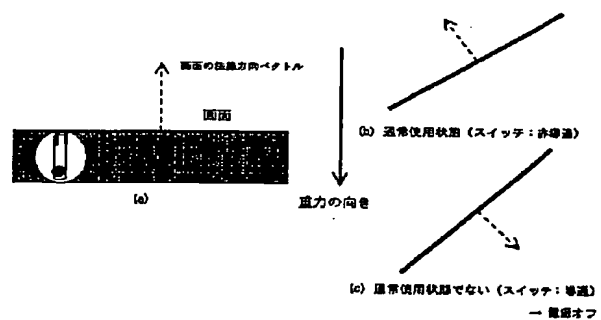 画面の法線方向ベクトル
画面
(a)
重力の向き
(b) 通常使用状態（スイッチ：非導通）
(c) 通常使用状態でない（スイッチ：導通）
→ 電源オフ